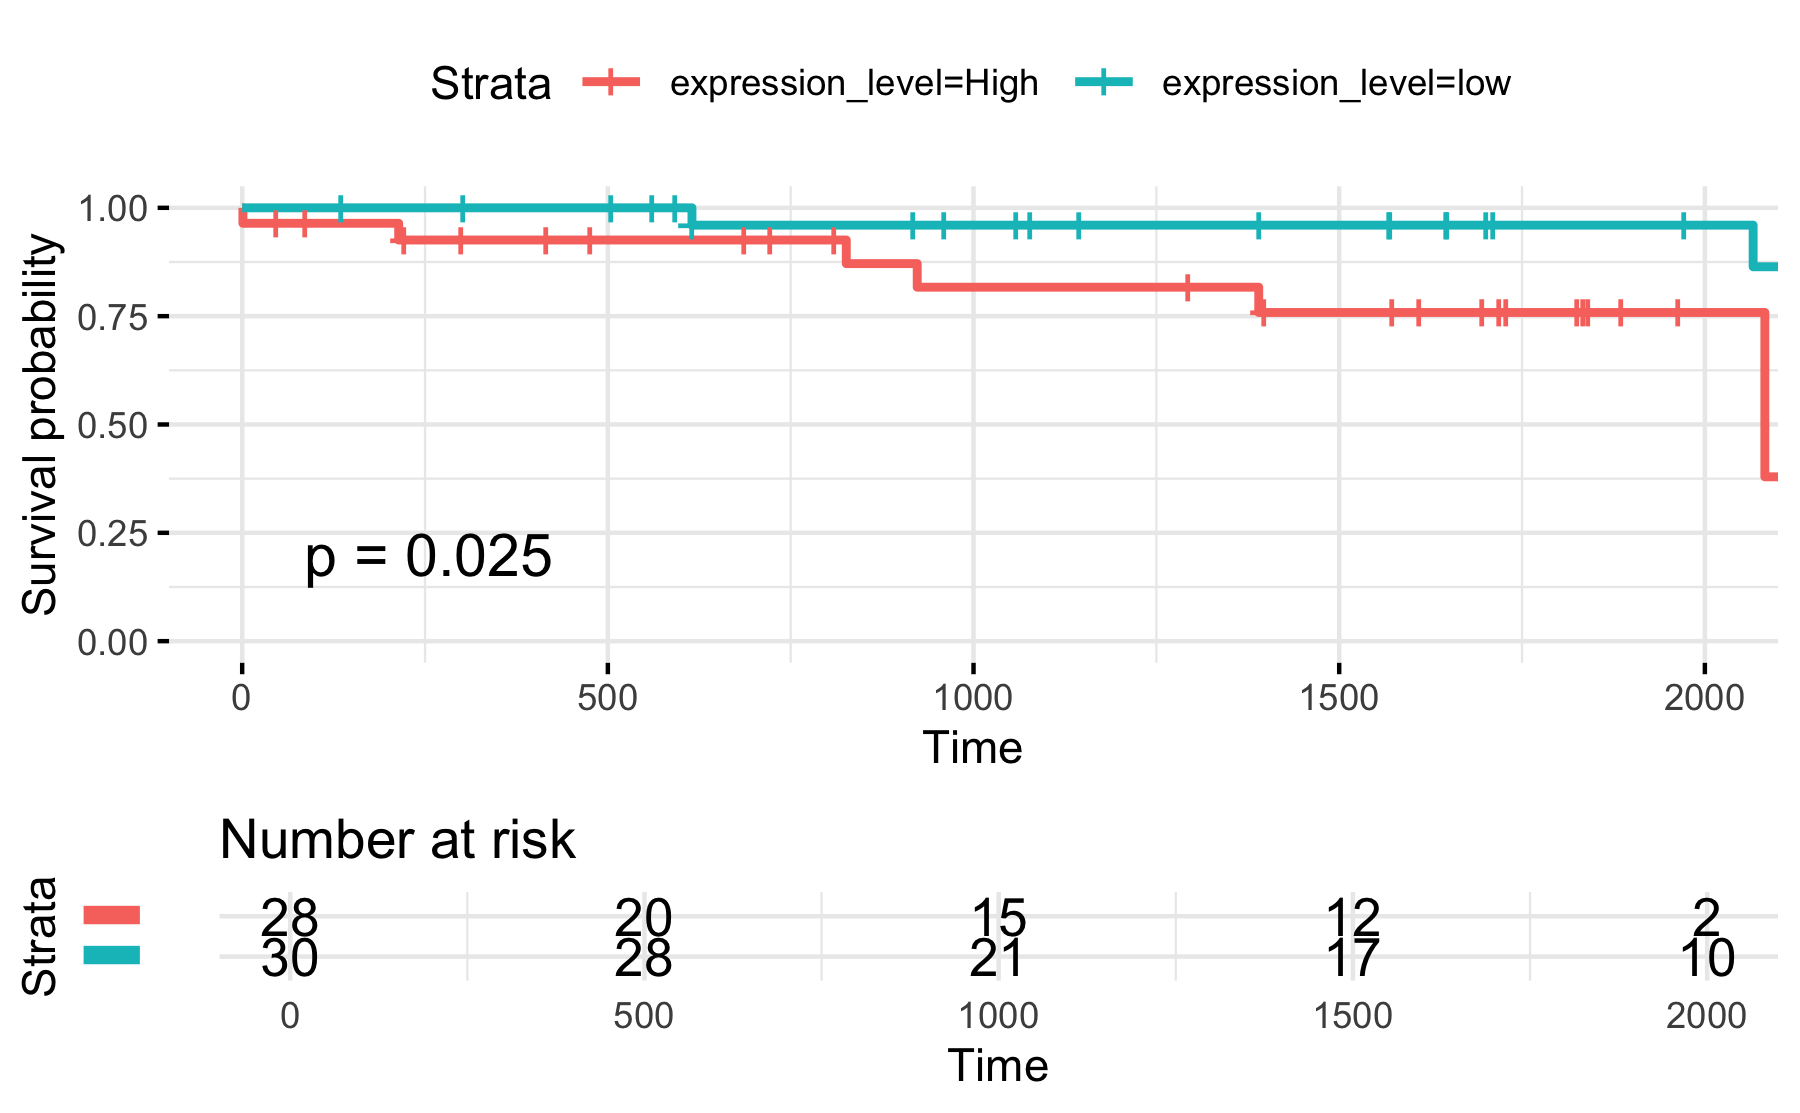 Strata expression_level=High expression_level=low
Survival probability
1.00
0.75
0.50
0.25
0.00
p = 0.025
0 500 1000 1500 2000
Time
Number at risk
Strata
28 20 15 12 2
30 28 21 17 10
0 500 1000 1500 2000
Time